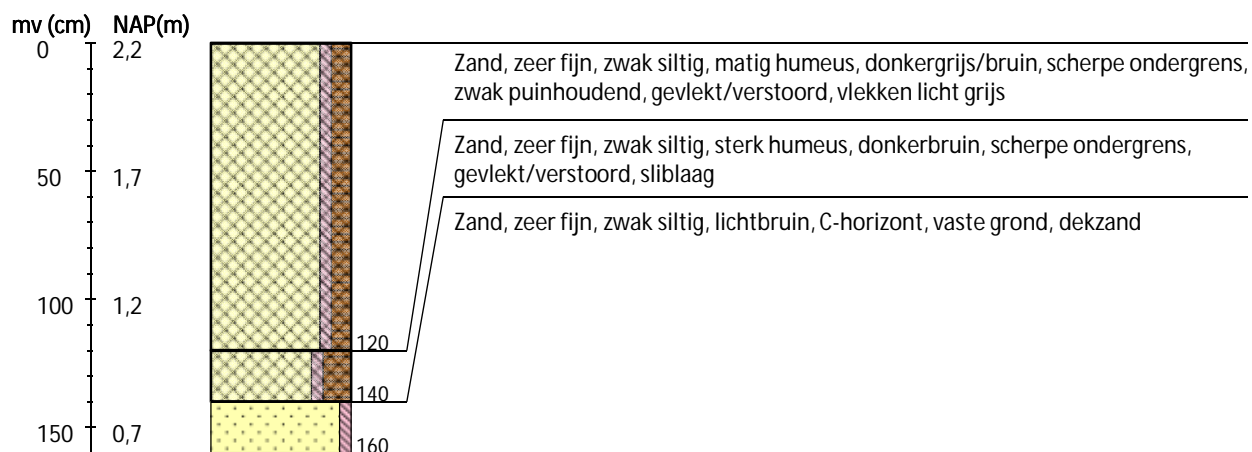 mv (cm) NAP(m)
0 2,2
Zand, zeer fijn, zwak siltig, matig humeus, donkergrijs/bruin, scherpe ondergrens,
zwak puinhoudend, gevlekt/verstoord, vlekken licht grijs
Zand, zeer fijn, zwak siltig, sterk humeus, donkerbruin, scherpe ondergrens,
gevlekt/verstoord, sliblaag
50 1,7
Zand, zeer fijn, zwak siltig, lichtbruin, C-horizont, vaste grond, dekzand
100 1,2
120
140
150 0,7
160